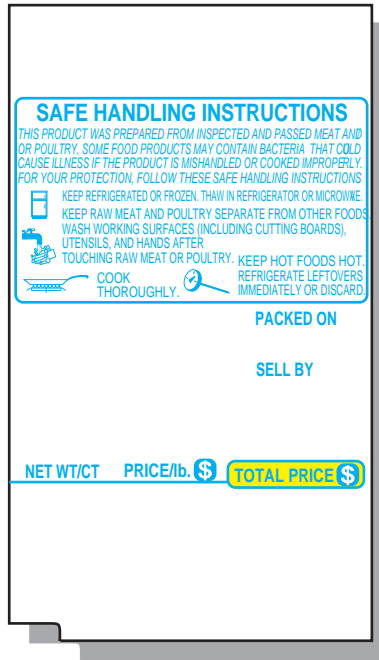 SAFE HANDLING INSTRUCTIONS
THIS PRODUCT WAS PREPARED FROM INSPECTED AND PASSED MEAT AND
OR POULTRY. SOME FOOD PRODUCTS MAY CONTAIN BACTERIA THAT COULD
CAUSE ILLNESS IF THE PRODUCT IS MISHANDLED OR COOKED IMPROPERLY.
FOR YOUR PROTECTION, FOLLOW THESE SAFE HANDLING INSTRUCTIONS
KEEP REFRIGERATED OR FROZEN. THAW IN REFRIGERATOR OR MICROWAVE.
KEEP RAW MEAT AND POULTRY SEPARATE FROM OTHER FOODS
WASH WORKING SURFACES (INCLUDING CUTTING BOARDS),
UTENSILS, AND HANDS AFTER
TOUCHING RAW MEAT OR POULTRY.
COOK
THOROUGHLY.
KEEP HOT FOODS HOT.
REFRIGERATE LEFTOVERS
IMMEDIATELY OR DISCARD.
PACKED ON
SELL BY
NET WT/CT PRICE/lb. $ TOTAL PRICE $